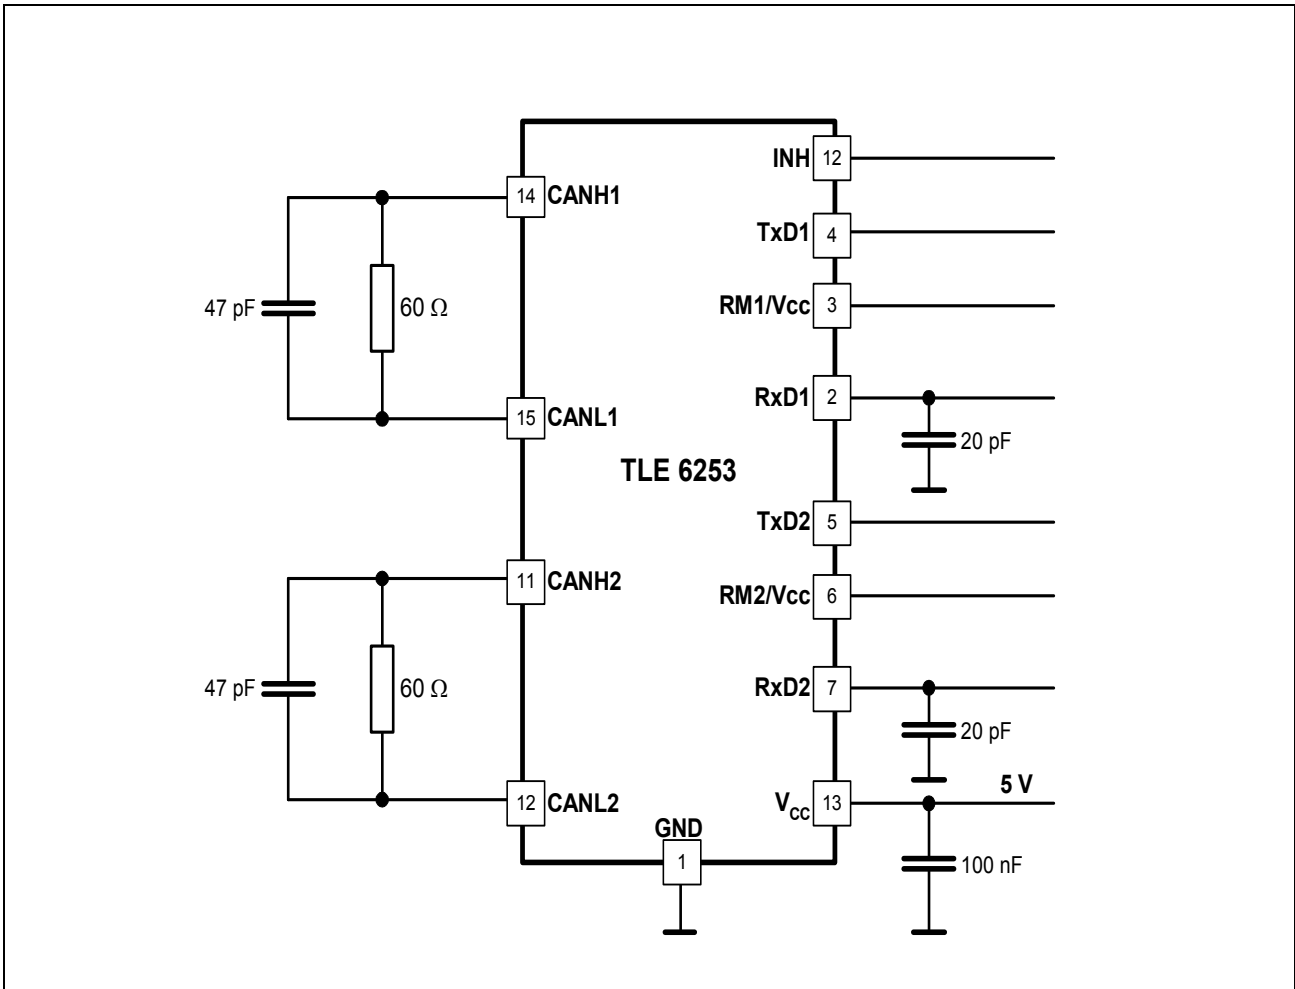 INH 12
14 CANH1
TxD1 4
47 pF
60 Ω
RM1/Vcc 3
RxD1 2
15 CANL1
20 pF
TLE 6253
TxD2 5
11 CANH2
RM2/Vcc 6
47 pF
60 Ω
RxD2 7
20 pF
5 V
12 CANL2
VCC 13
GND
1
100 nF